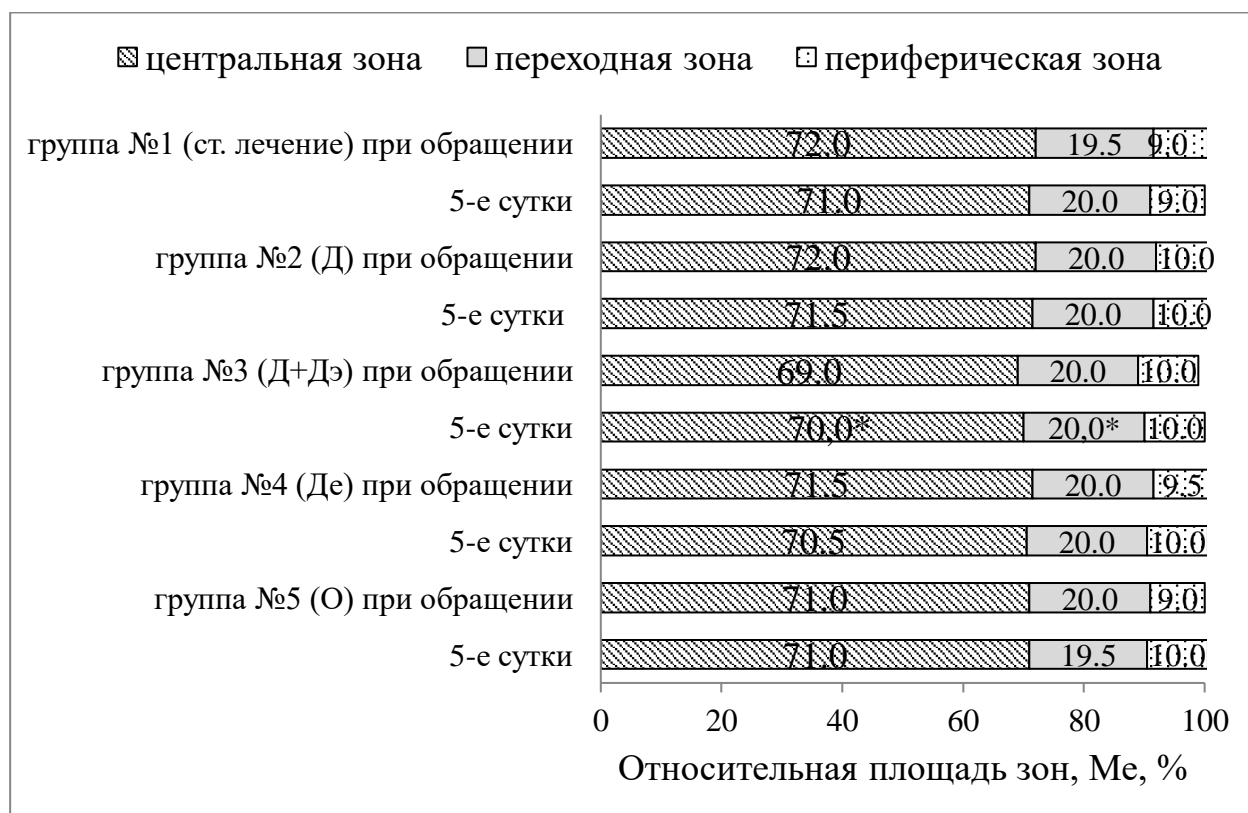 центральная зона переходная зона периферическая зона
группа №1 (ст. лечение) при обращении 72.0 19.5 9.0
5-е сутки 71.0 20.0 9.0
группа №2 (Д) при обращении 72.0 20.0 10.0
5-е сутки 71.5 20.0 10.0
группа №3 (Д+Дэ) при обращении 69.0 20.0 10.0
5-е сутки 70,0* 20,0* 10.0
группа №4 (Де) при обращении 71.5 20.0 9.5
5-е сутки 70.5 20.0 10.0
группа №5 (О) при обращении 71.0 20.0 9.0
5-е сутки 71.0 19.5 10.0
0 20 40 60 80 100
Относительная площадь зон, Me, %